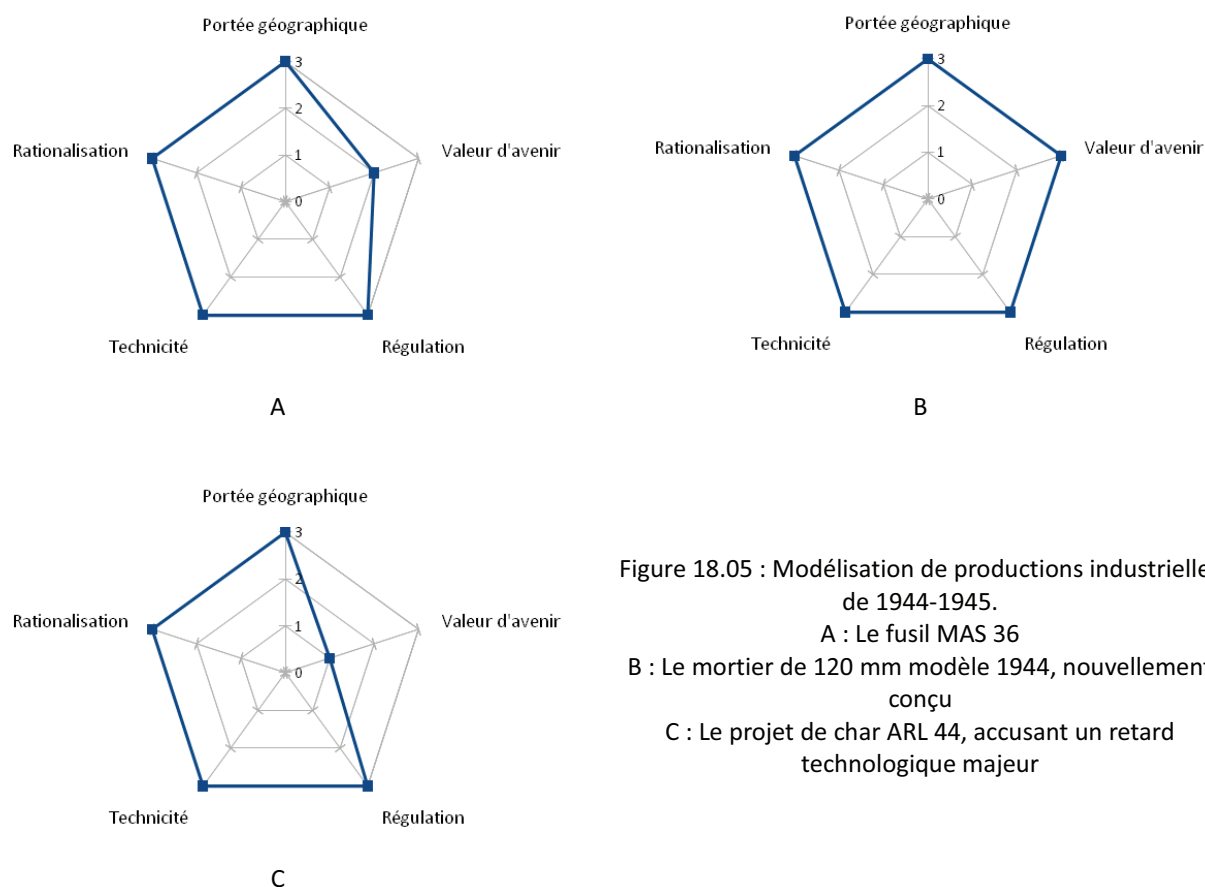 Portée géographique
3
2
1
0
Rationalisation
Valeur d'avenir
Technicité
Régulation
A
Portée géographique
3
2
1
0
Rationalisation
Valeur d'avenir
Technicité
Régulation
B
Portée géographique
3
2
1
0
Rationalisation
Valeur d'avenir
Technicité
Régulation
C
Figure 18.05 : Modélisation de productions industrielle
de 1944-1945.
A : Le fusil MAS 36
B : Le mortier de 120 mm modèle 1944, nouvellement
conçu
C : Le projet de char ARL 44, accusant un retard
technologique majeur